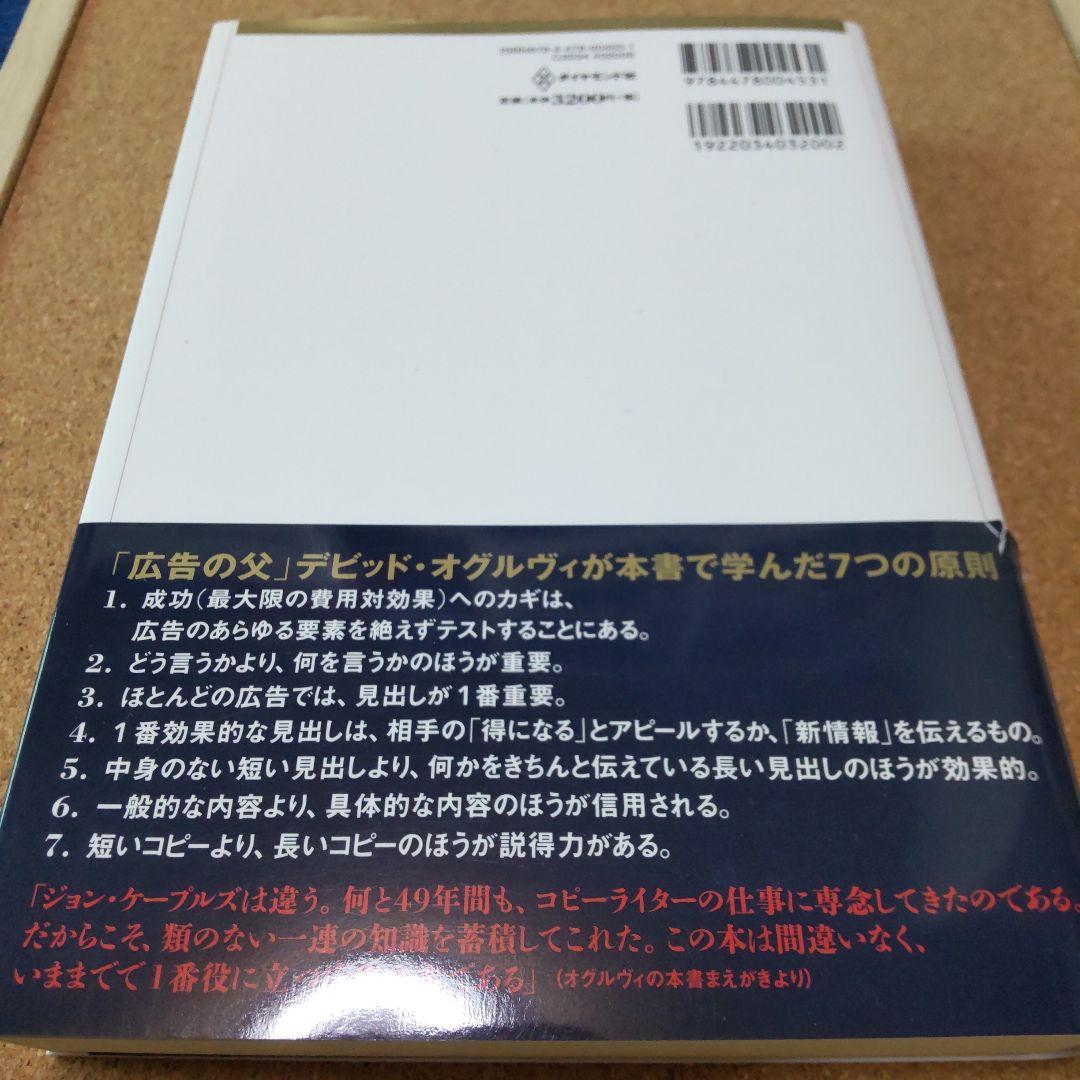 9784478004531
ダイヤモンド社
3200円
1922034032002
「広告の父」デビッド・オグルヴィが本書で学んだ7つの原則
1. 成功（最大限の費用対効果）へのカギは、
広告のあらゆる要素を絶えずテストすることにある。
2. どう言うかより、何を言うかのほうが重要。
3. ほとんどの広告では、見出しが1番重要。
4. 1番効果的な見出しは、相手の「得になる」とアピールするか、「新情報」を伝えるもの。
5. 中身のない短い見出しより、何かをきちんと伝えている長い見出しのほうが効果的。
6. 一般的な内容より、具体的な内容のほうが信用される。
7. 短いコピーより、長いコピーのほうが説得力がある。
「ジョン・ケープルズは違う。何と49年間も、コピーライターの仕事に専念してきたのである。
だからこそ、類のない一連の知識を蓄積してこれた。この本は間違いなく、
いままでで1番役に立つ である」（オグルヴィの本書まえがきより）